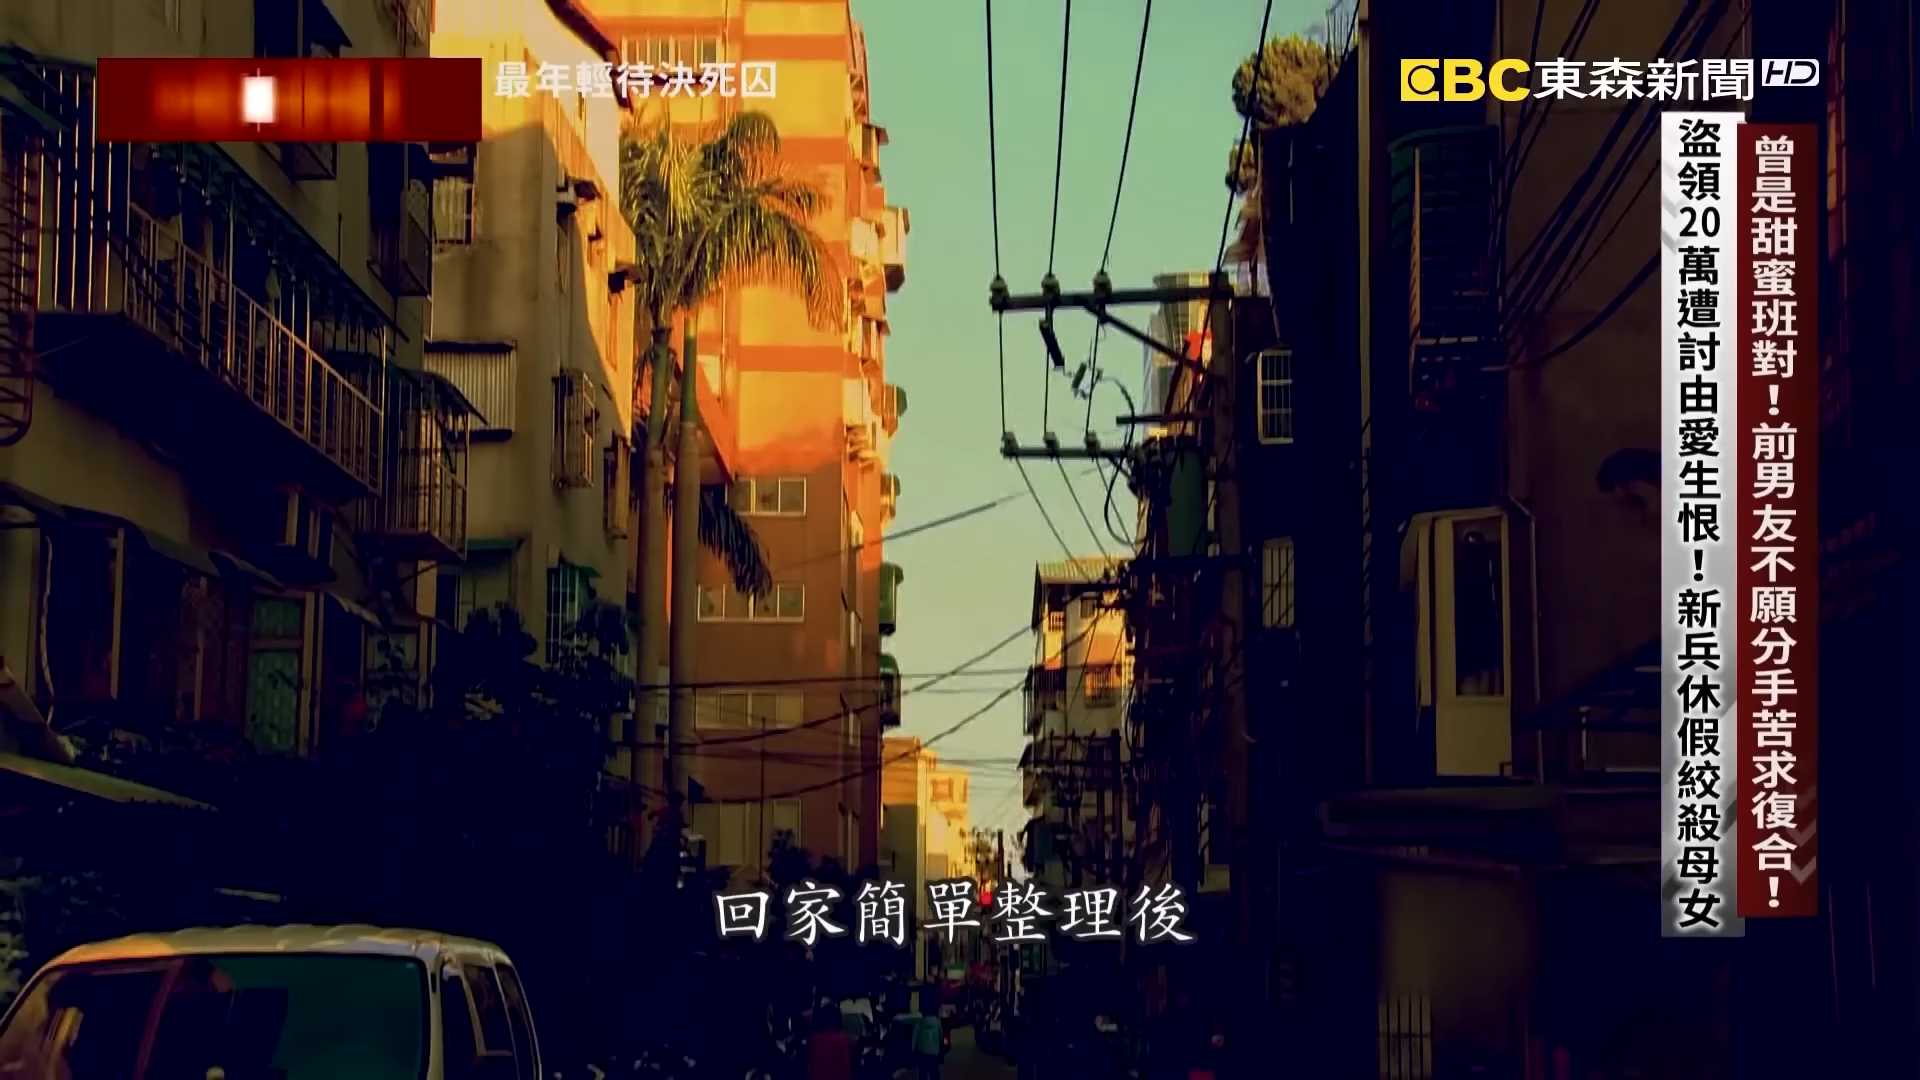 最年輕待決死囚
EBC東森新聞HD
曾是甜蜜班對！前男友不願分手苦求復合！
盜領20萬遭討由愛生恨！新兵休假絞殺母女
回家簡單整理後